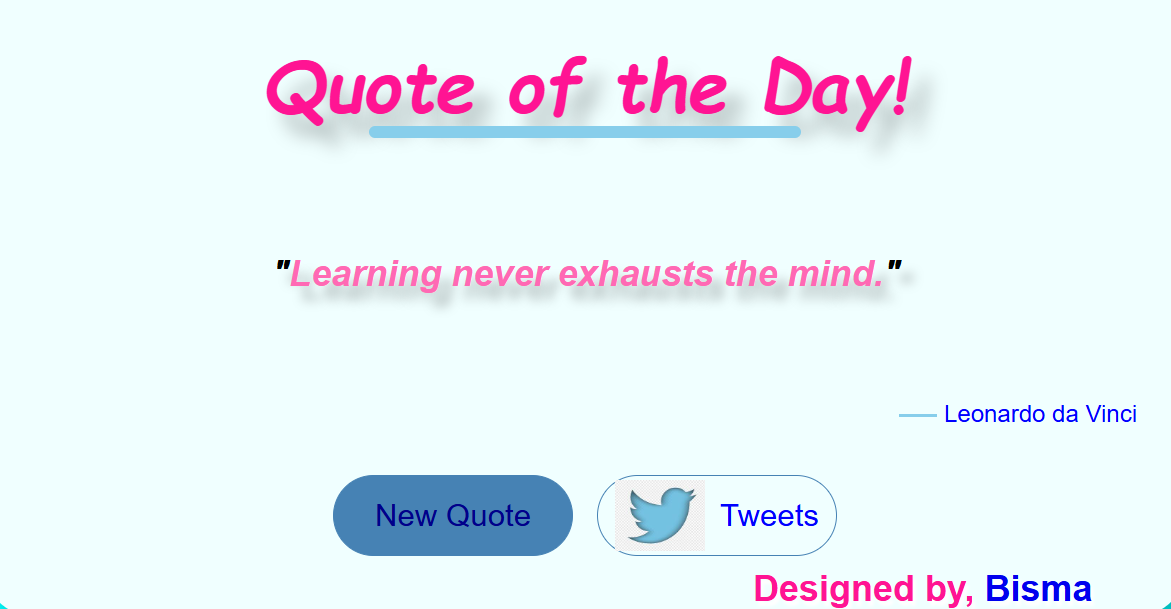 Quote of the Day!
"Learning never exhausts the mind."
Leonardo da Vinci
New Quote
Tweets
Designed by, Bisma